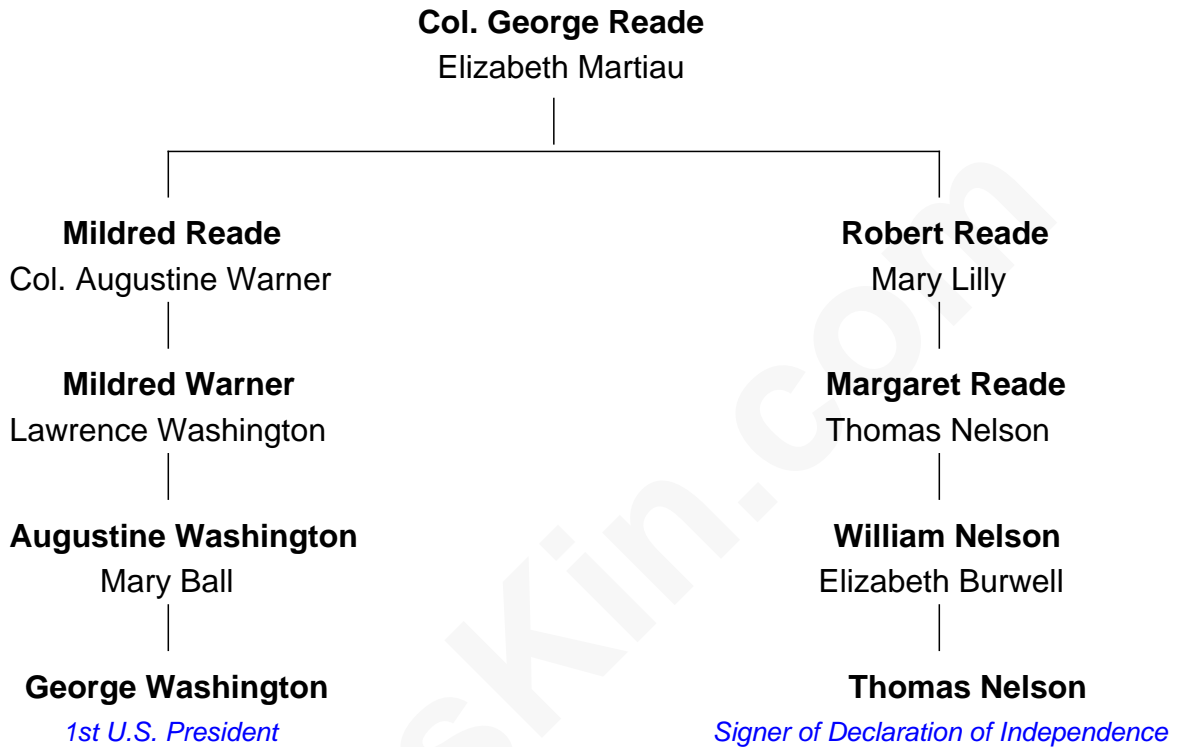 Col. George Reade
Elizabeth Martiau
Mildred Reade
Col. Augustine Warner
Robert Reade
Mary Lilly
Mildred Warner
Lawrence Washington
Margaret Reade
Thomas Nelson
Augustine Washington
Mary Ball
William Nelson
Elizabeth Burwell
George Washington
1st U.S. President
Thomas Nelson
Signer of Declaration of Independence